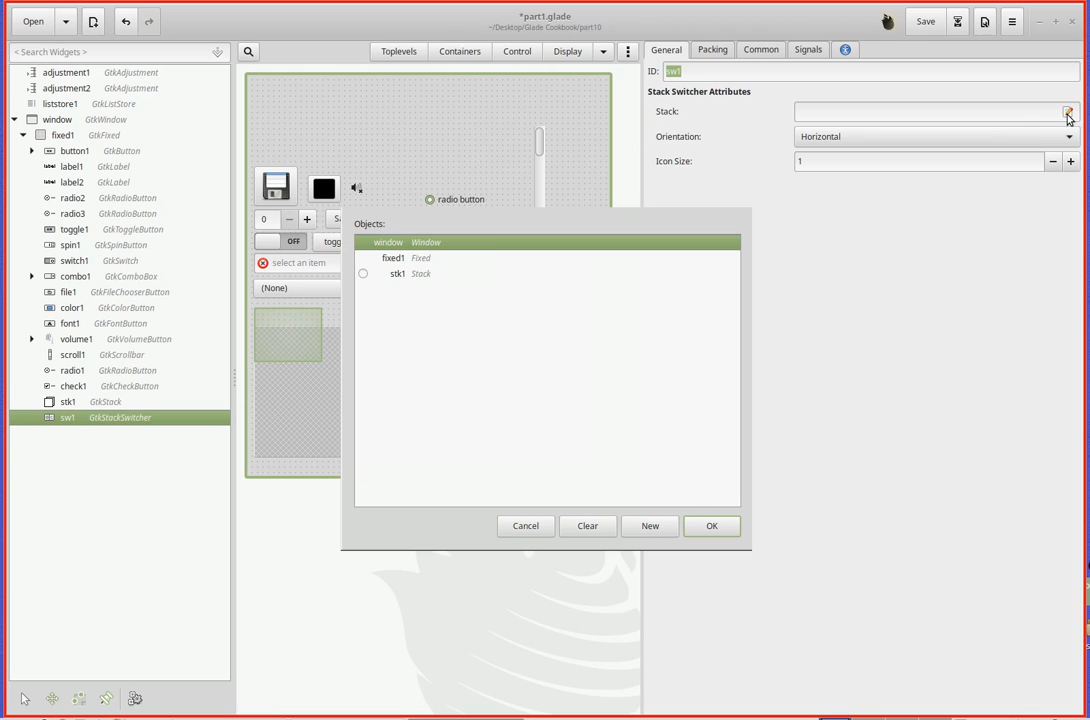 Open
*part1.glade
~/Desktop/Glade Cookbook/part10
Save
< Search Widgets >
Toplevels Containers Control Display
General Packing Common Signals
adjustment1 GtkAdjustment
adjustment2 GtkAdjustment
liststore1 GtkListStore
window GtkWindow
fixed1 GtkFixed
button1 GtkButton
label1 GtkLabel
label2 GtkLabel
radio2 GtkRadioButton
radio3 GtkRadioButton
toggle1 GtkToggleButton
spin1 GtkSpinButton
switch1 GtkSwitch
combo1 GtkComboBox
file1 GtkFileChooserButton
color1 GtkColorButton
font1 GtkFontButton
volume1 GtkVolumeButton
scroll1 GtkScrollbar
radio1 GtkRadioButton
check1 GtkCheckButton
stk1 GtkStack
sw1 GtkStackSwitcher
radio button
0 − +
OFF togg
select an item
(None)
ID: sw1
Stack Switcher Attributes
Stack:
Orientation: Horizontal
Icon Size: 1 − +
Objects:
window Window
fixed1 Fixed
stk1 Stack
Cancel Clear New OK